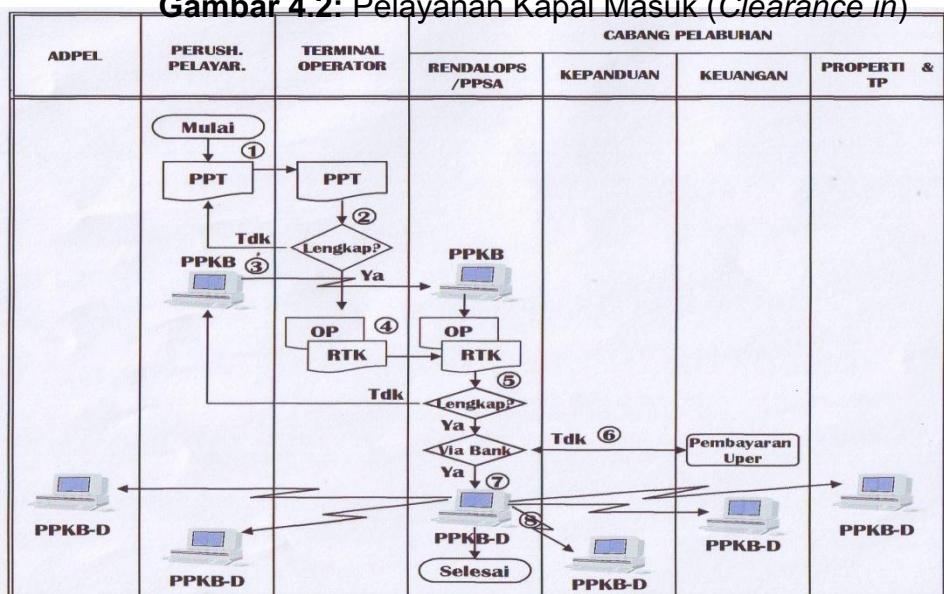 Gambar 4.2: Pelayanan Kapal Masuk (Clearance in)
ADPEL
PERUSH.
PELAYAR.
TERMINAL
OPERATOR
CABANG PELABUHAN
RENDALOPS
/PPSA
KEPANDUAN
KEUANGAN
PROPERTI &
TP
Mulai
①
PPT
PPT
②
Tdk
Lengkap?
PPKB
③
Ya
PPKB
OP
④
RTK
OP
RTK
⑤
Tdk
Lengkap?
Ya
Via Bank
Tdk ⑥
Pembayaran
Uper
Ya
⑦
⑧
PPKB-D
PPKB-D
PPKB-D
PPKB-D
PPKB-D
PPKB-D
Selesai